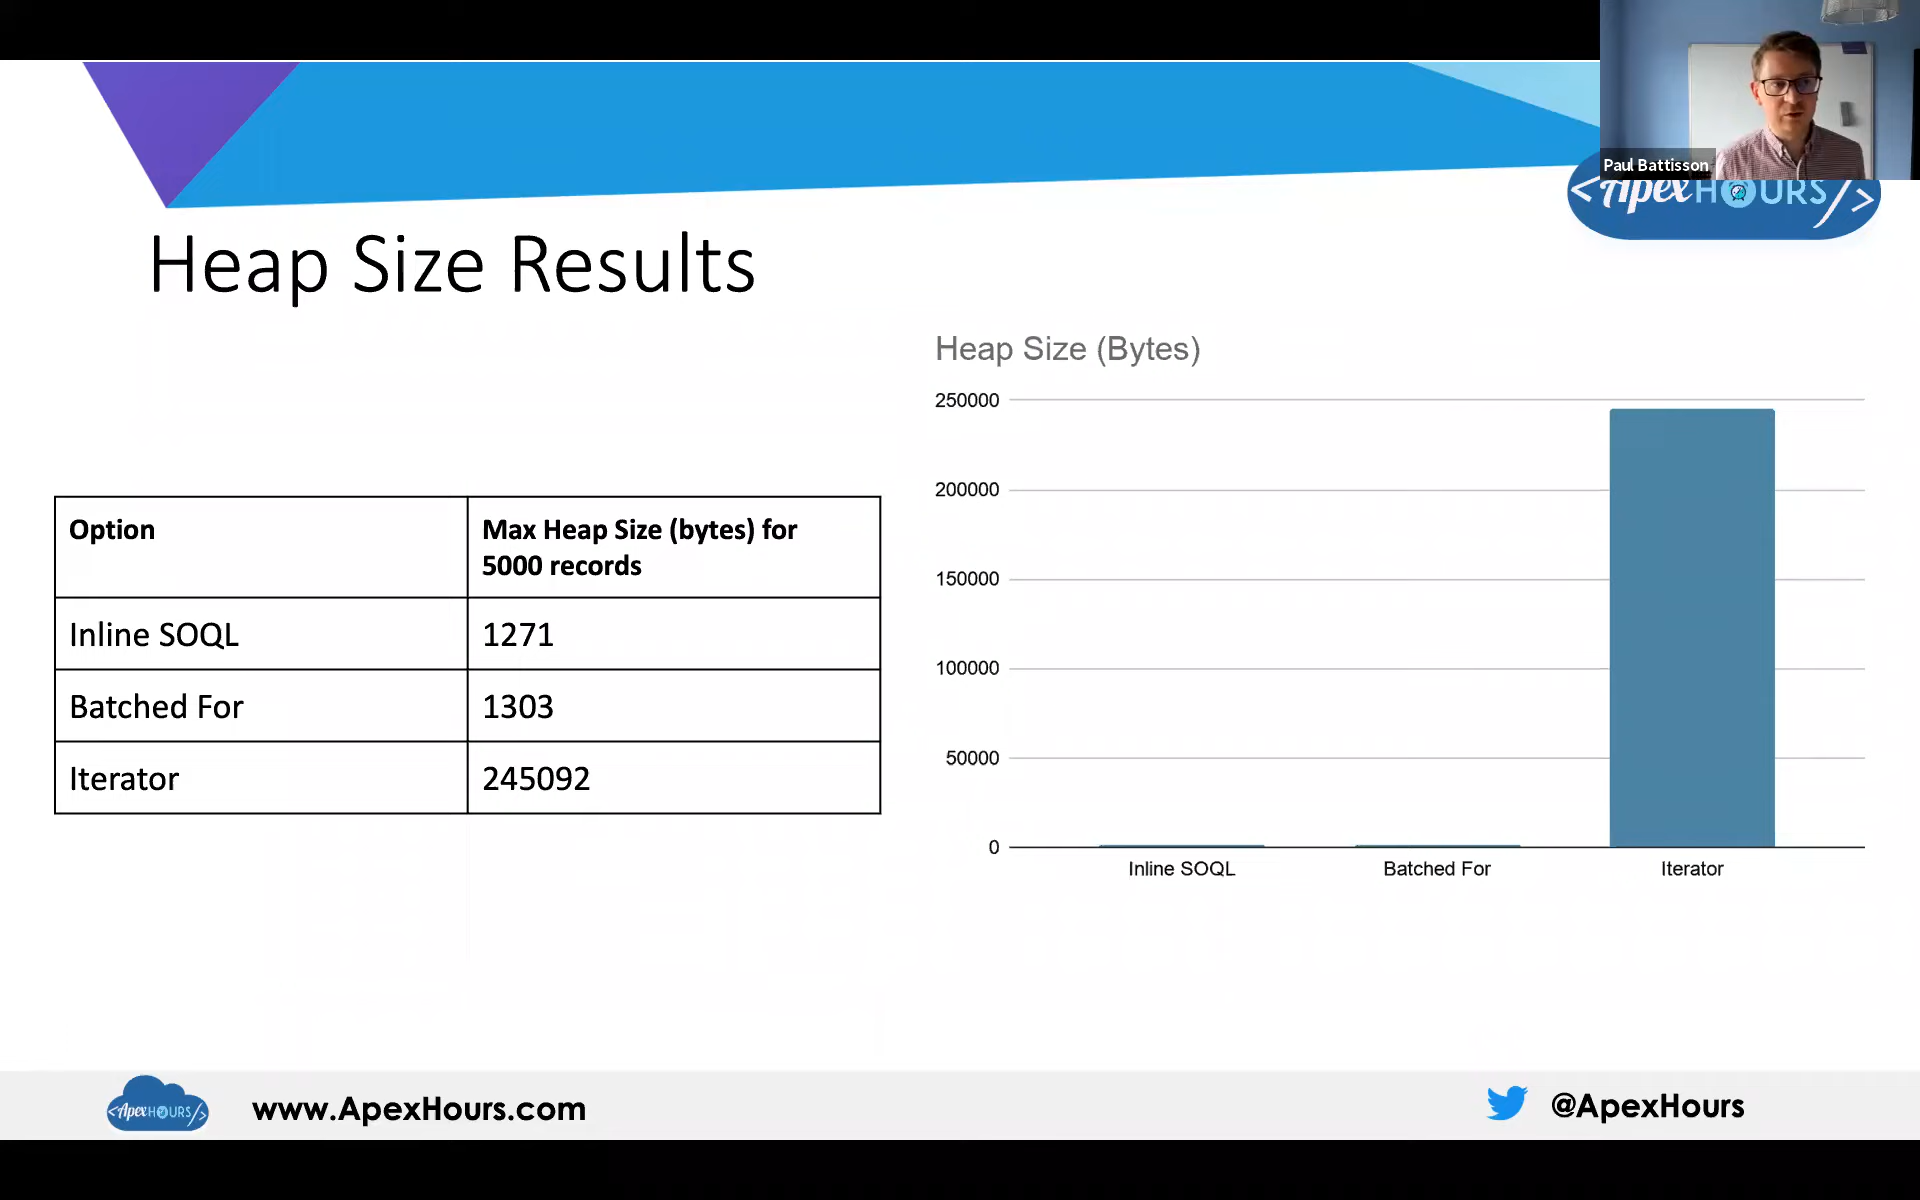 Paul Battisson
<ApexHOURS/>
Heap Size Results
Heap Size (Bytes)
250000
200000
150000
100000
50000
0
Inline SOQL Batched For Iterator
Option Max Heap Size (bytes) for
5000 records
Inline SOQL 1271
Batched For 1303
Iterator 245092
<ApexHOURS/>
www.ApexHours.com
@ApexHours